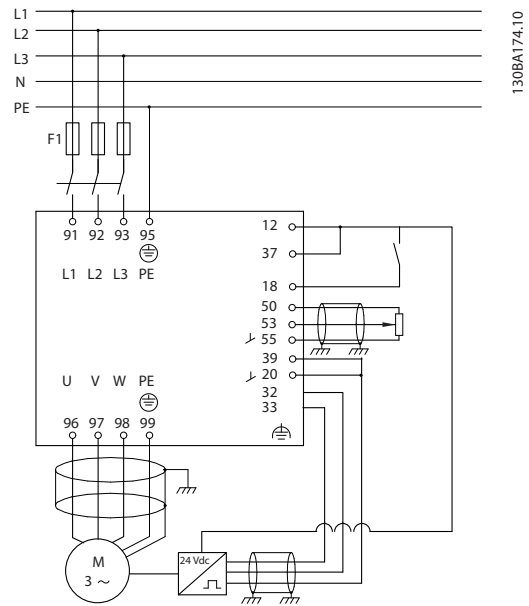 L1
L2
L3
N
PE
130BA174.10
F1
91 92 93 95
L1 L2 L3 PE
12
37
18
50
53
55
39
20
32
33
U V W PE
96 97 98 99
M
3 ~
24 Vdc